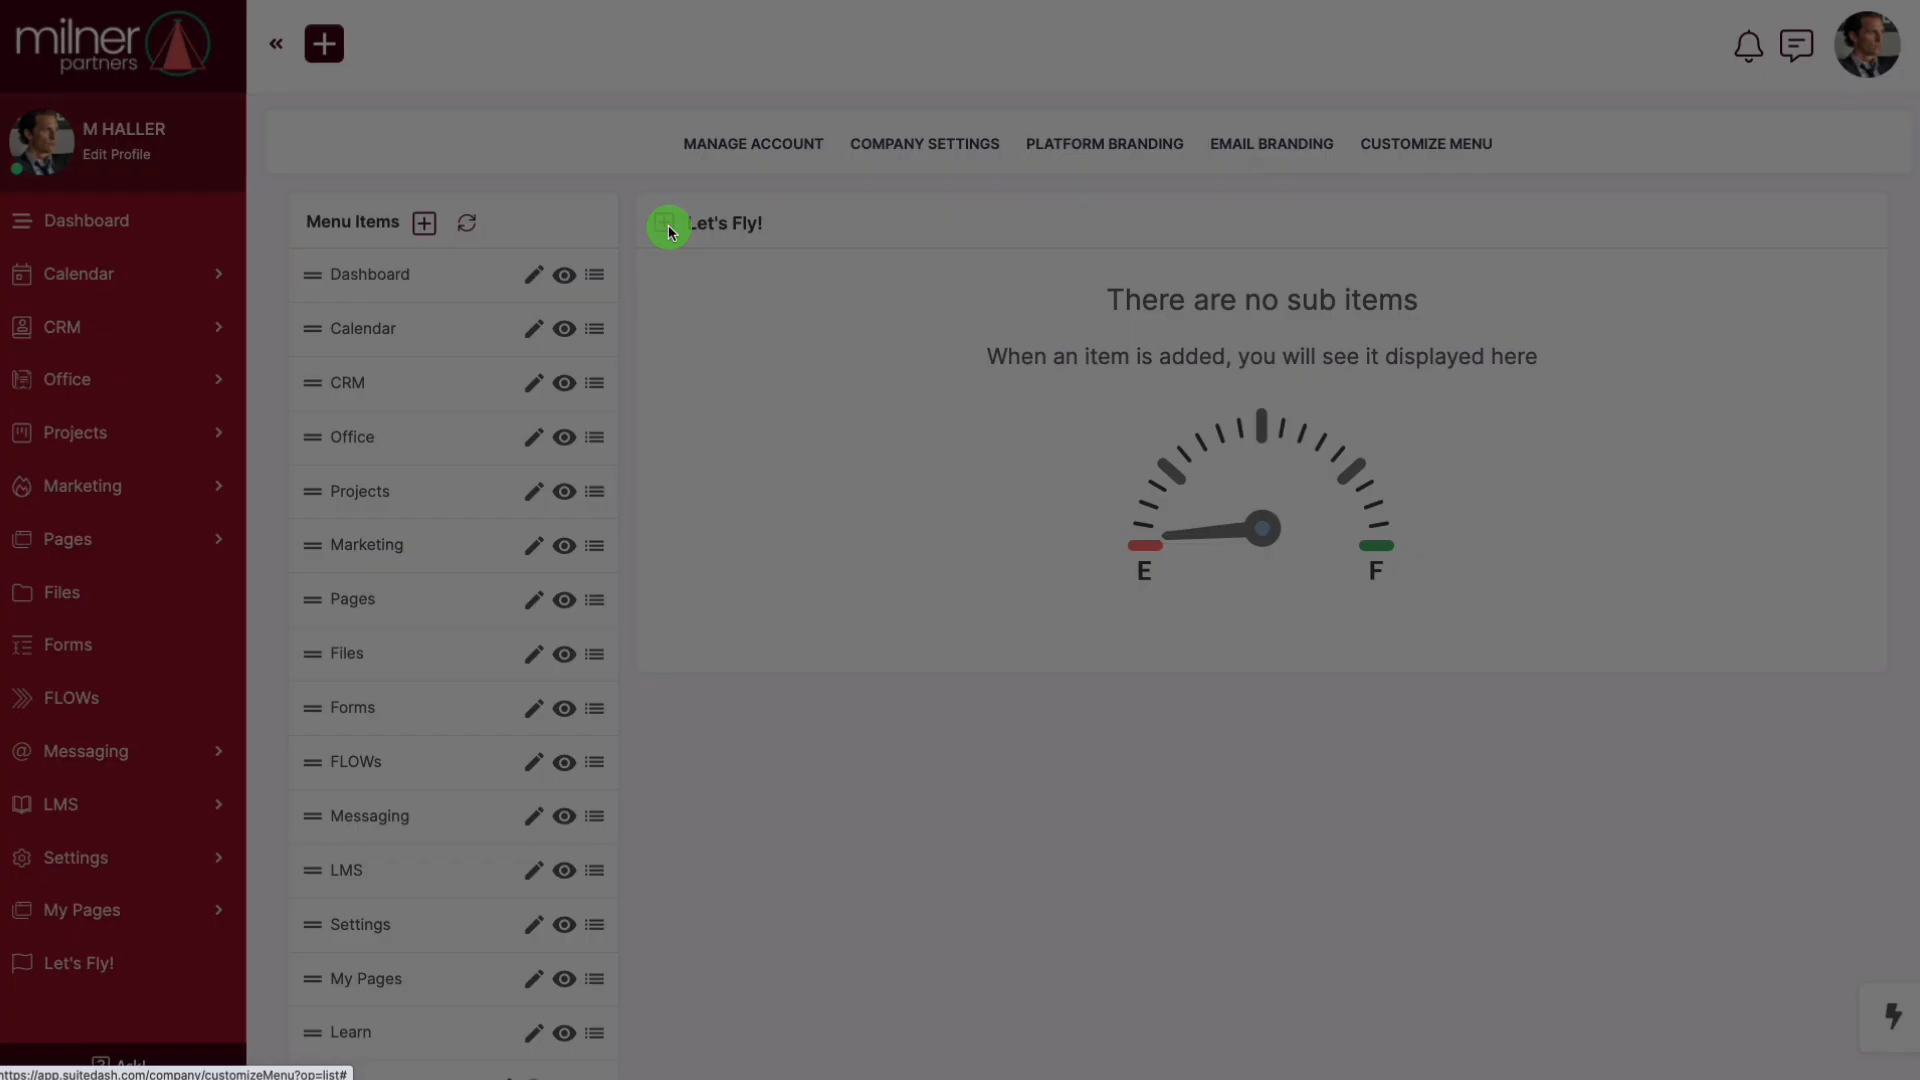 milner
partners
M HALLER
Edit Profile
Dashboard
Calendar
CRM
Office
Projects
Marketing
Pages
Files
Forms
FLOWs
Messaging
LMS
Settings
My Pages
Let's Fly!
https://app.suitedash.com/company/customizeMenu?op=list#
MANAGE ACCOUNT COMPANY SETTINGS PLATFORM BRANDING EMAIL BRANDING CUSTOMIZE MENU
Menu Items
Dashboard
Calendar
CRM
Office
Projects
Marketing
Pages
Files
Forms
FLOWs
Messaging
LMS
Settings
My Pages
Learn
Let's Fly!
There are no sub items
When an item is added, you will see it displayed here
E F